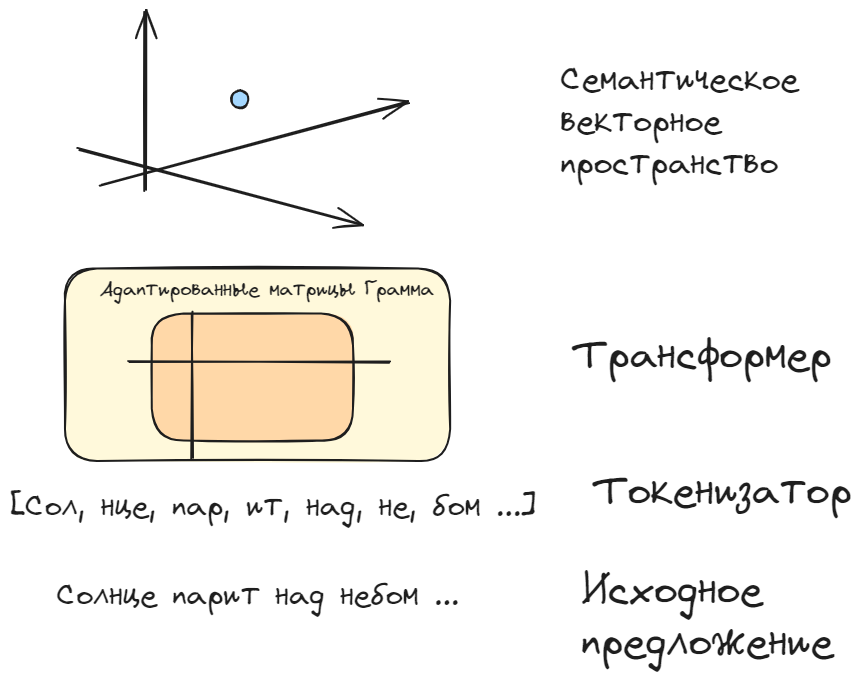 Семантическое
векторное
пространство
Адаптированные матрицы Грамма
Трансформер
[Сол, нце, пар, ит, над, не, бом ...]
Токенизатор
Солнце парит над небом ...
Исходное
предложение